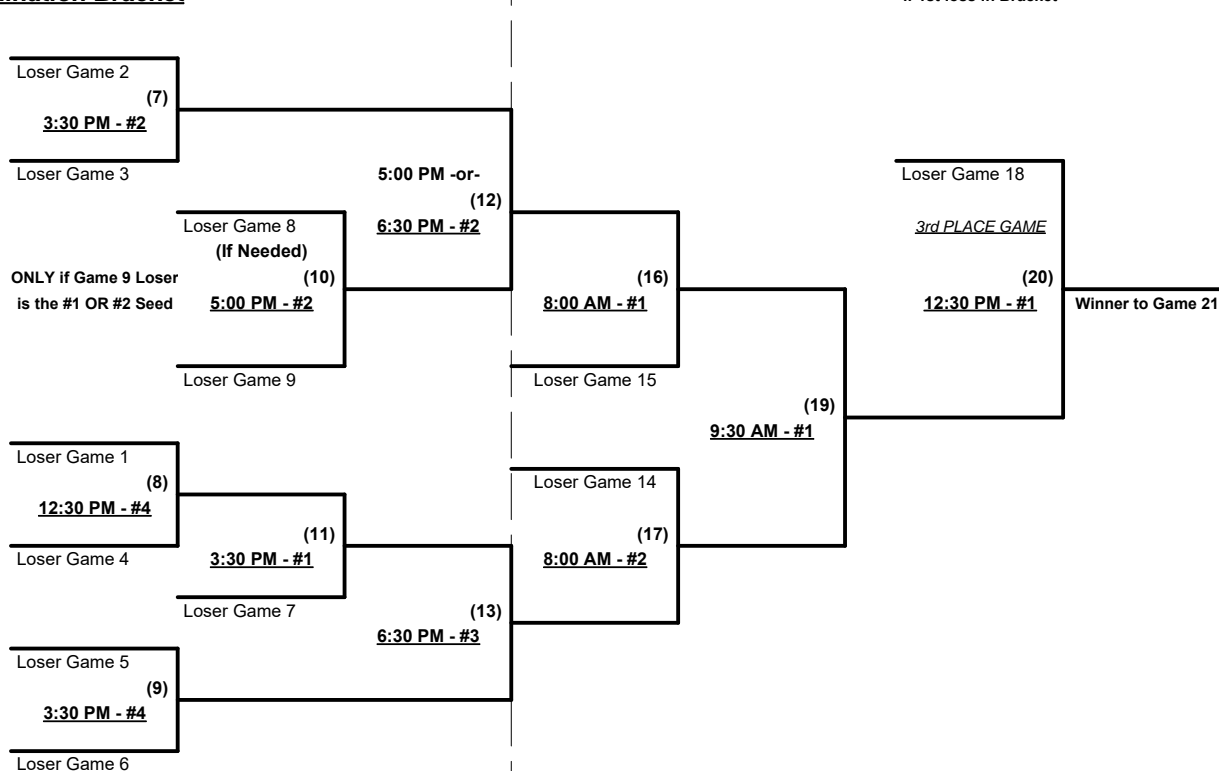 Loser Game 2
(7)
3:30 PM - #2
Loser Game 3
5:00 PM -or-
(12)
6:30 PM - #2
Loser Game 18
3rd PLACE GAME
(20)
12:30 PM - #1
Winner to Game 21
Loser Game 8
(If Needed)
(10)
5:00 PM - #2
ONLY if Game 9 Loser
is the #1 OR #2 Seed
Loser Game 9
(16)
8:00 AM - #1
Loser Game 15
(19)
9:30 AM - #1
Loser Game 1
(8)
12:30 PM - #4
Loser Game 4
(11)
3:30 PM - #1
Loser Game 7
Loser Game 14
(17)
8:00 AM - #2
(13)
6:30 PM - #3
Loser Game 5
(9)
3:30 PM - #4
Loser Game 6